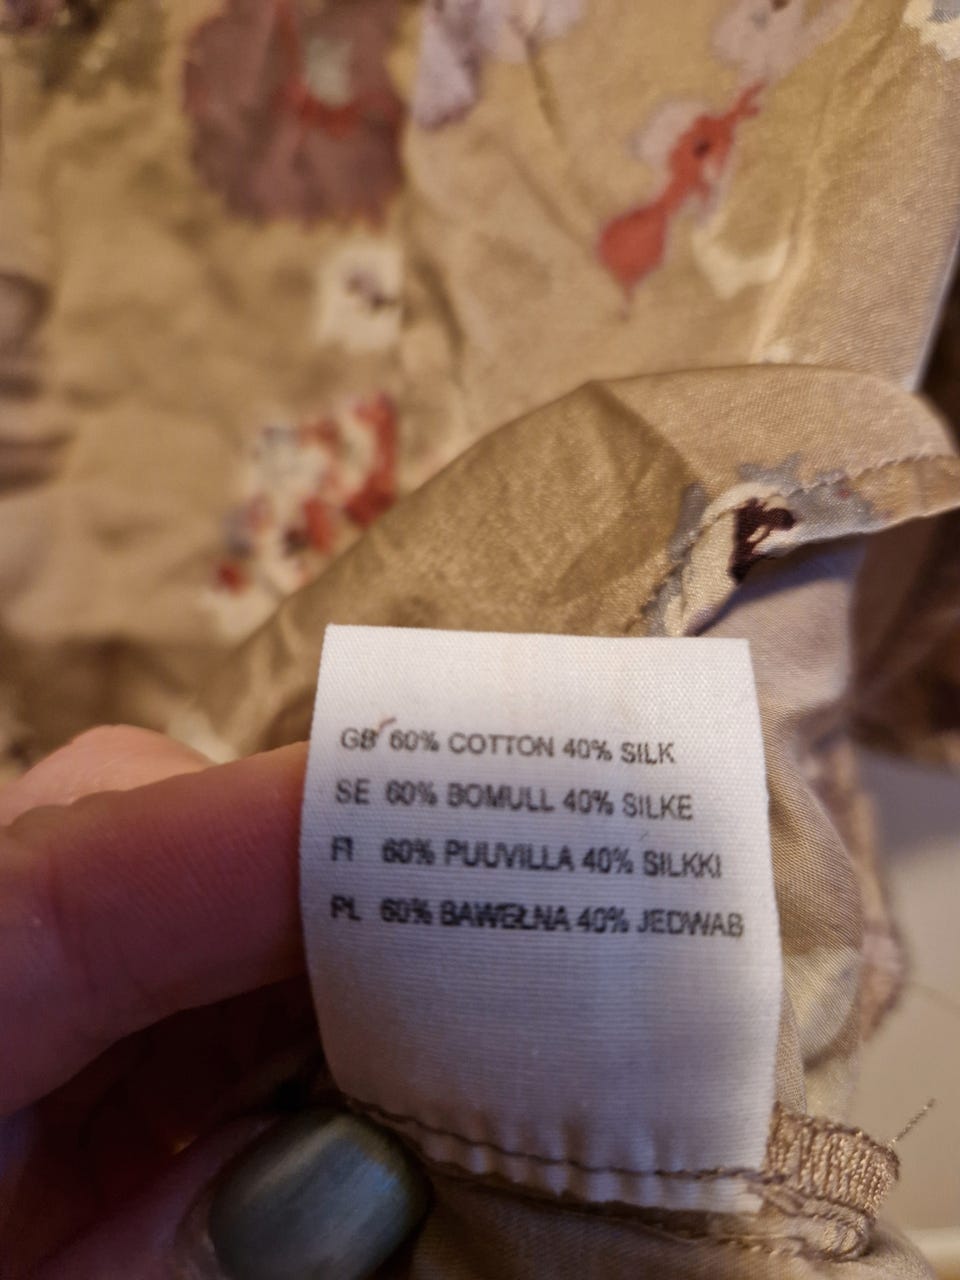 GB 60% COTTON 40% SILK
SE 60% BOMULL 40% SILKE
FI 60% PUUVILLA 40% SILKKI
PL 60% BAWEŁNA 40% JEDWAB